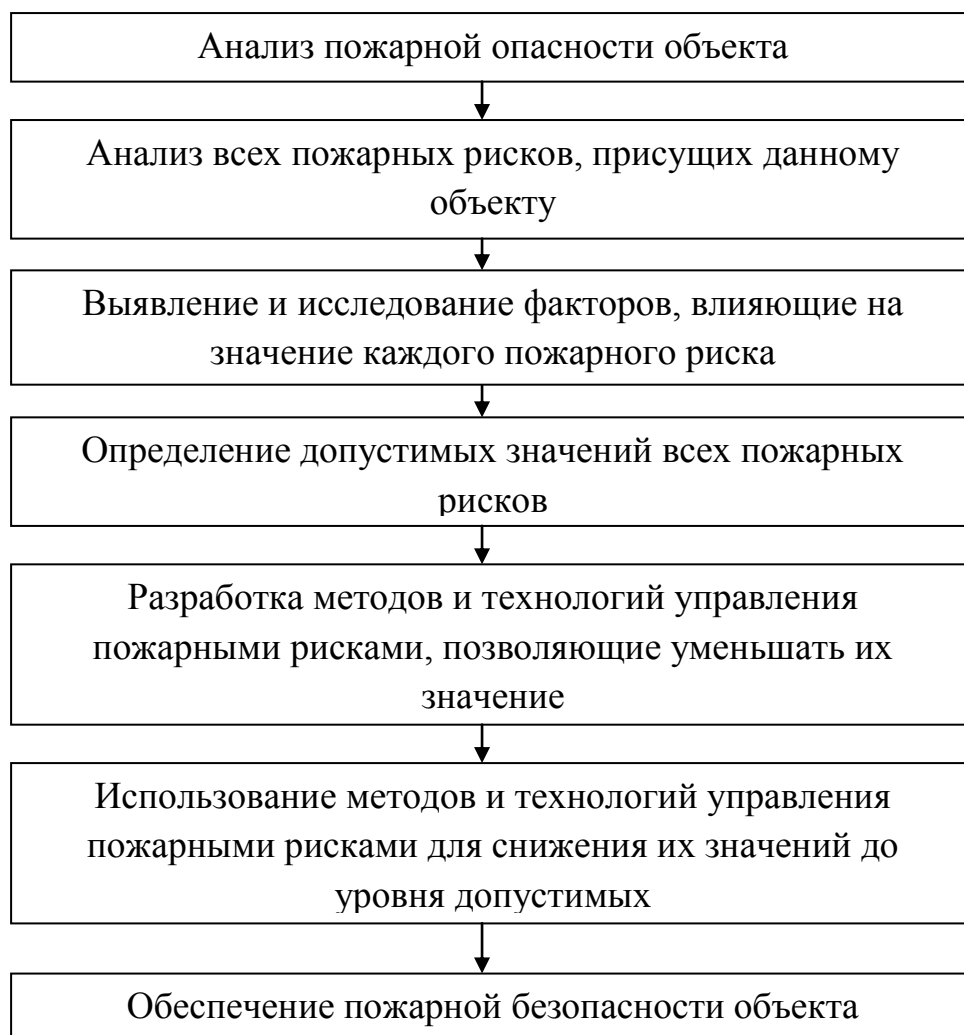 Анализ пожарной опасности объекта
Анализ всех пожарных рисков, присущих данному
объекту
Выявление и исследование факторов, влияющие на
значение каждого пожарного риска
Определение допустимых значений всех пожарных
рисков
Разработка методов и технологий управления
пожарными рисками, позволяющие уменьшать их
значение
Использование методов и технологий управления
пожарными рисками для снижения их значений до
уровня допустимых
Обеспечение пожарной безопасности объекта